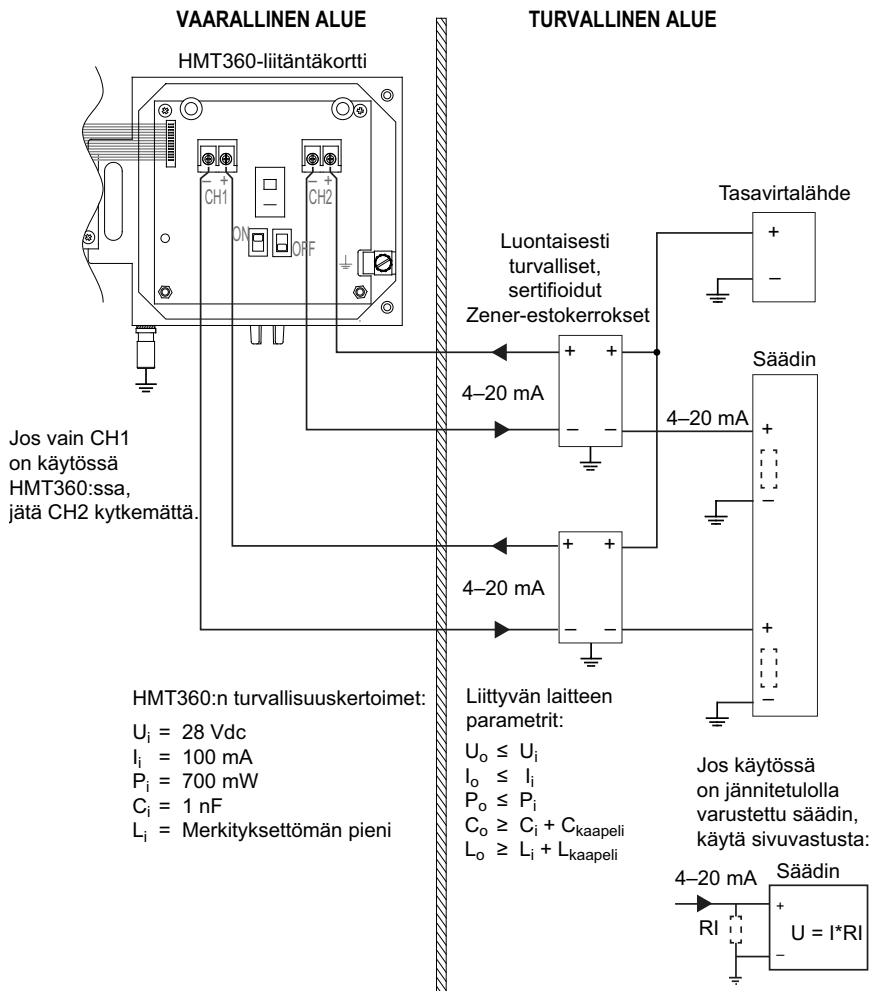 VAARALLINEN ALUE
TURVALLINEN ALUE
HMT360-liitäntäkortti
– +
CH1
– +
CH2
ON
OFF
Tasavirtalähde
+
–
Luontaisesti
turvalliset,
sertifioidut
Zener-estokerrokset
+ +
4–20 mA
– –
Säädin
4–20 mA
+
–
Jos vain CH1
on käytössä
HMT360:ssa,
jätä CH2 kytkemättä.
+ +
4–20 mA
– –
+
–
HMT360:n turvallisuuskertoimet:
Ui = 28 Vdc
Ii = 100 mA
Pi = 700 mW
Ci = 1 nF
Li = Merkityksettömän pieni
Liittyvän laitteen
parametrit:
Uo ≤ Ui
Io ≤ Ii
Po ≤ Pi
Co ≥ Ci + Ckaapeli
Lo ≥ Li + Lkaapeli
Jos käytössä
on jännitetulolla
varustettu säädin,
käytä sivuvastusta:
4–20 mA
Säädin
RI
+
U = I*RI
–